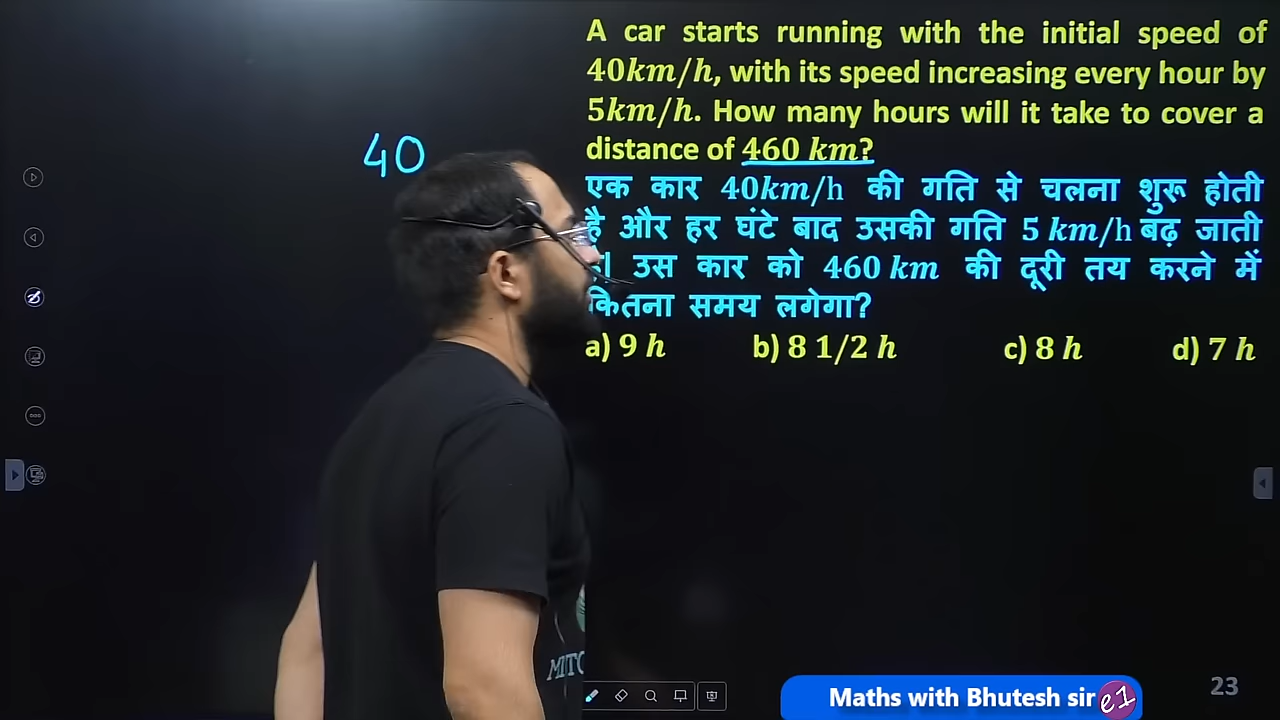 A car starts running with the initial speed of
40km/h, with its speed increasing every hour by
5km/h. How many hours will it take to cover a
distance of 460 km?
40
एक कार 40km/h की गति से चलना शुरू होती
है और हर घंटे बाद उसकी गति 5 km/h बढ़ जाती
उस कार को 460 km की दूरी तय करने में
कितना समय लगेगा?
a) 9 h b) 8 1/2 h c) 8 h d) 7 h
Maths with Bhutesh sir e1
23